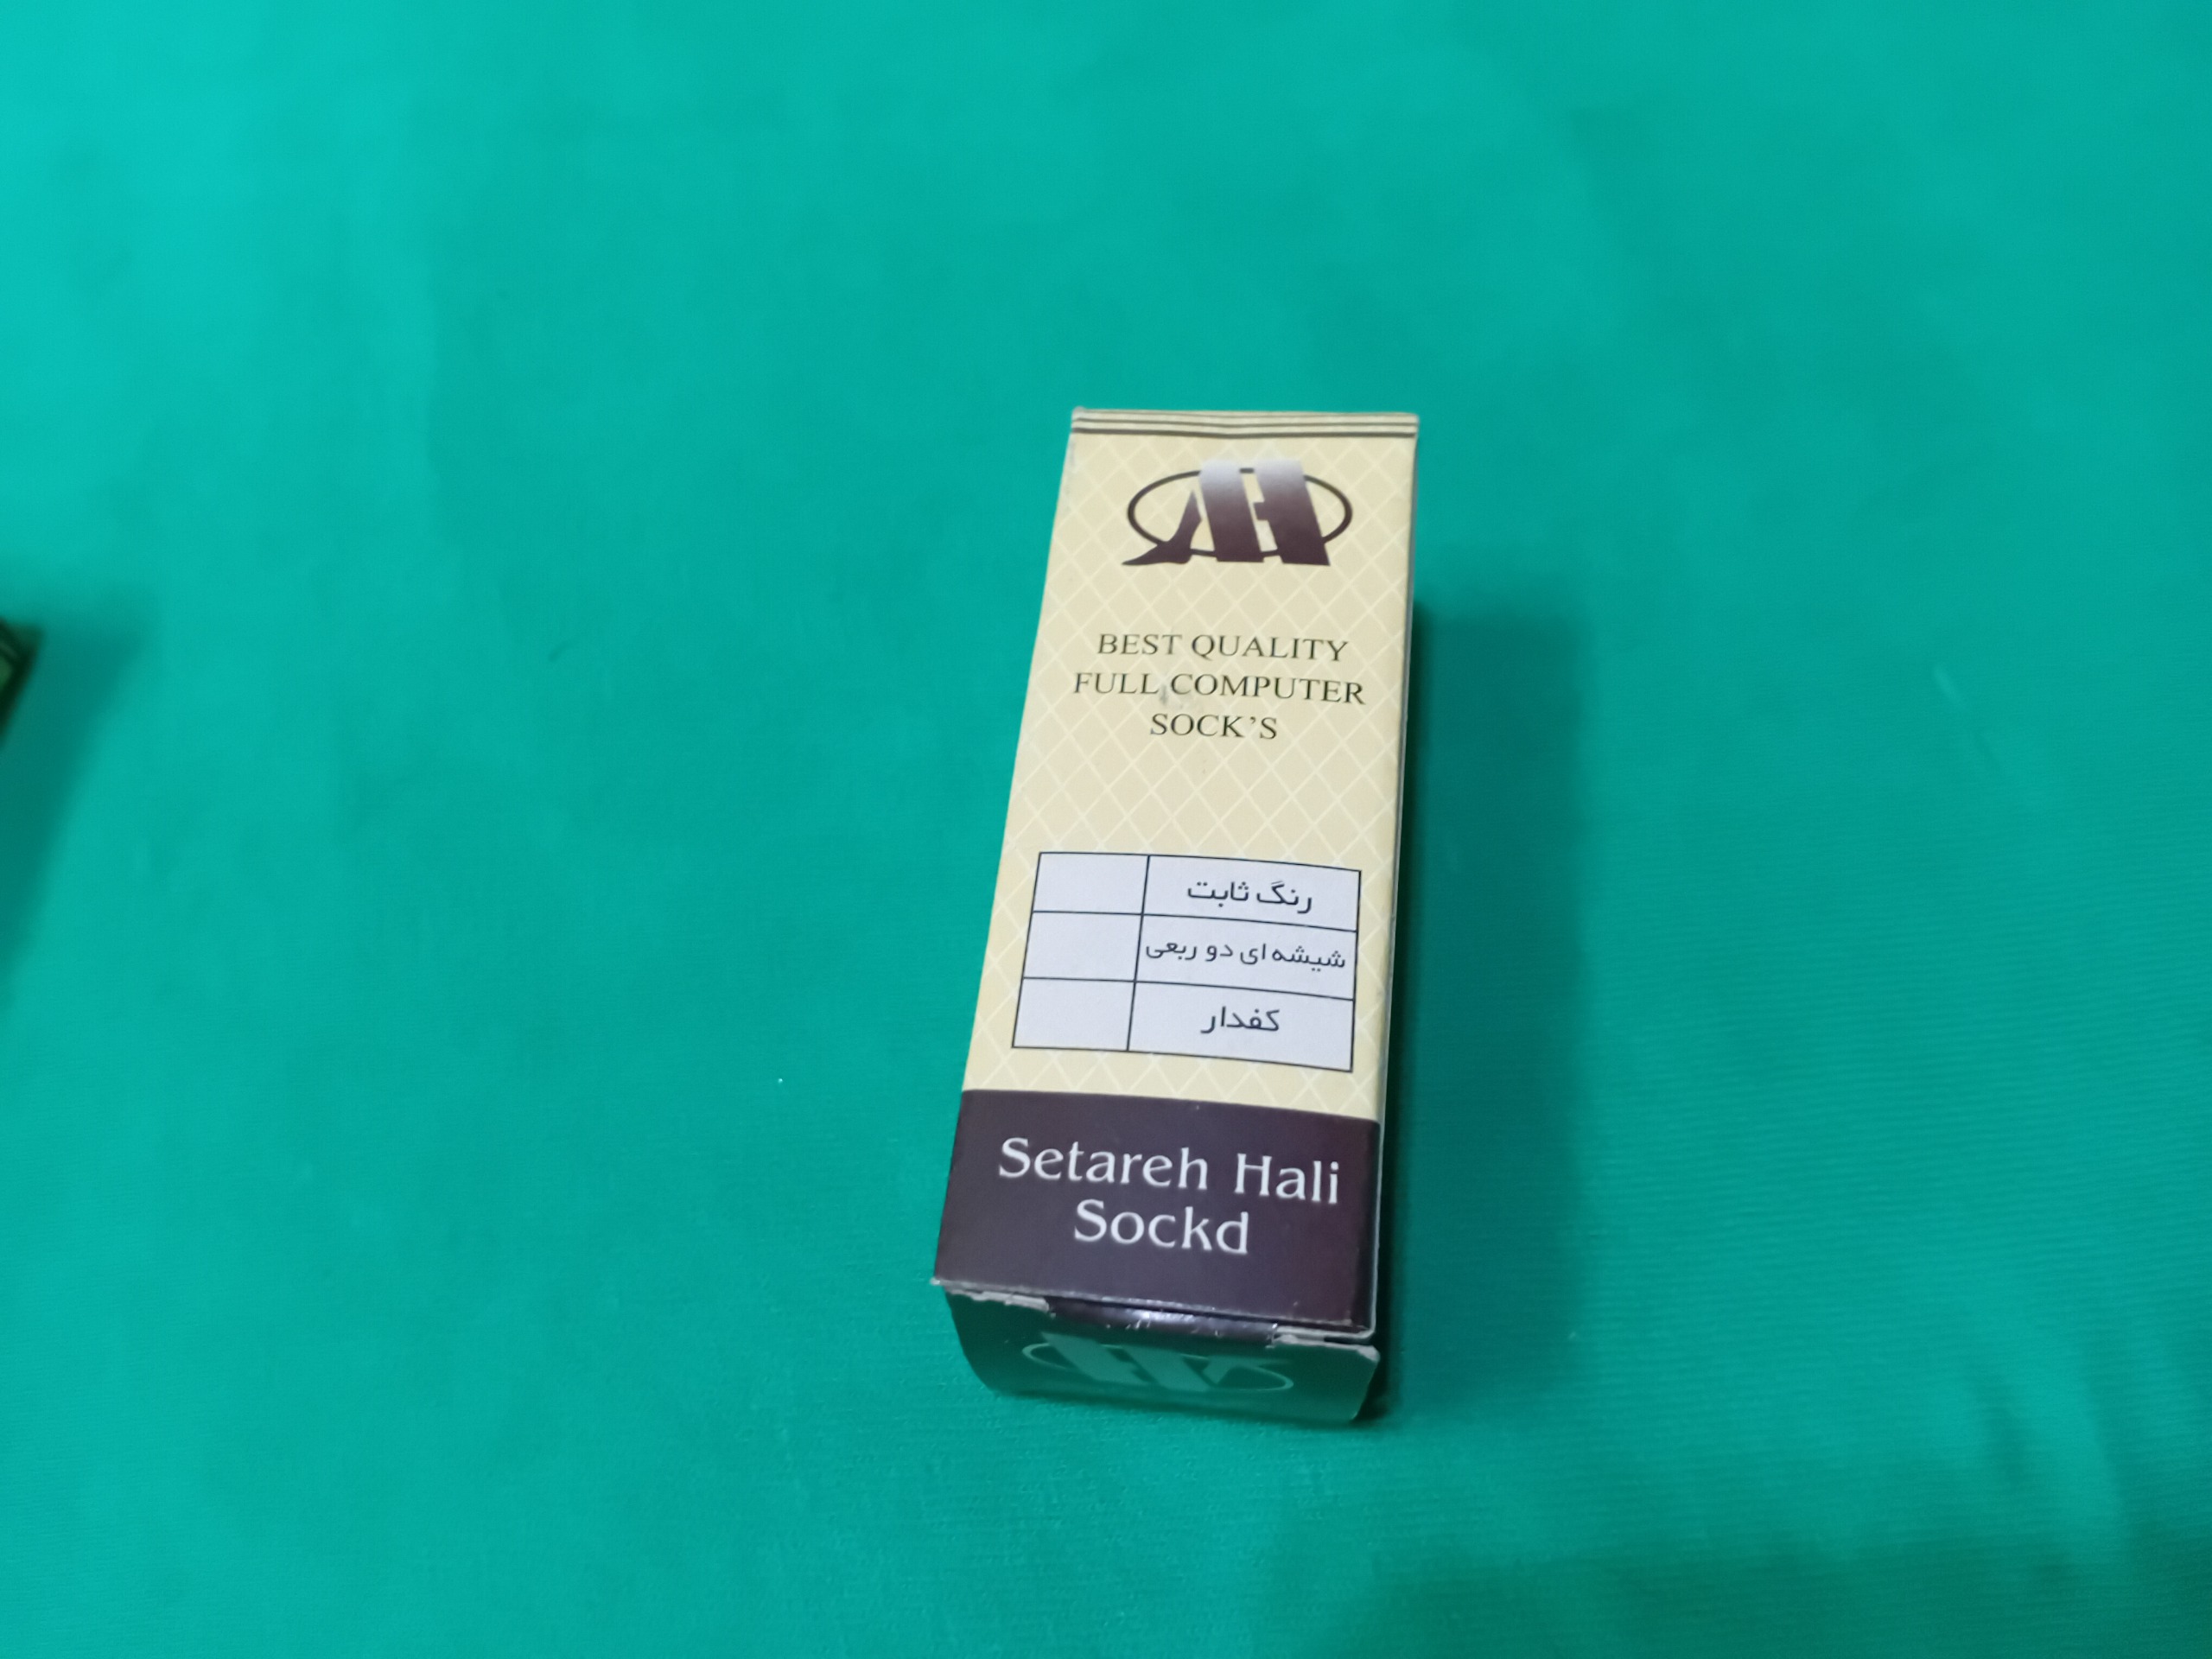 H
BEST QUALITY
FULL COMPUTER
SOCK'S
رنگ ثابت
شیشه ای دو ربعی
کفدار
Setareh Hali
Sockd